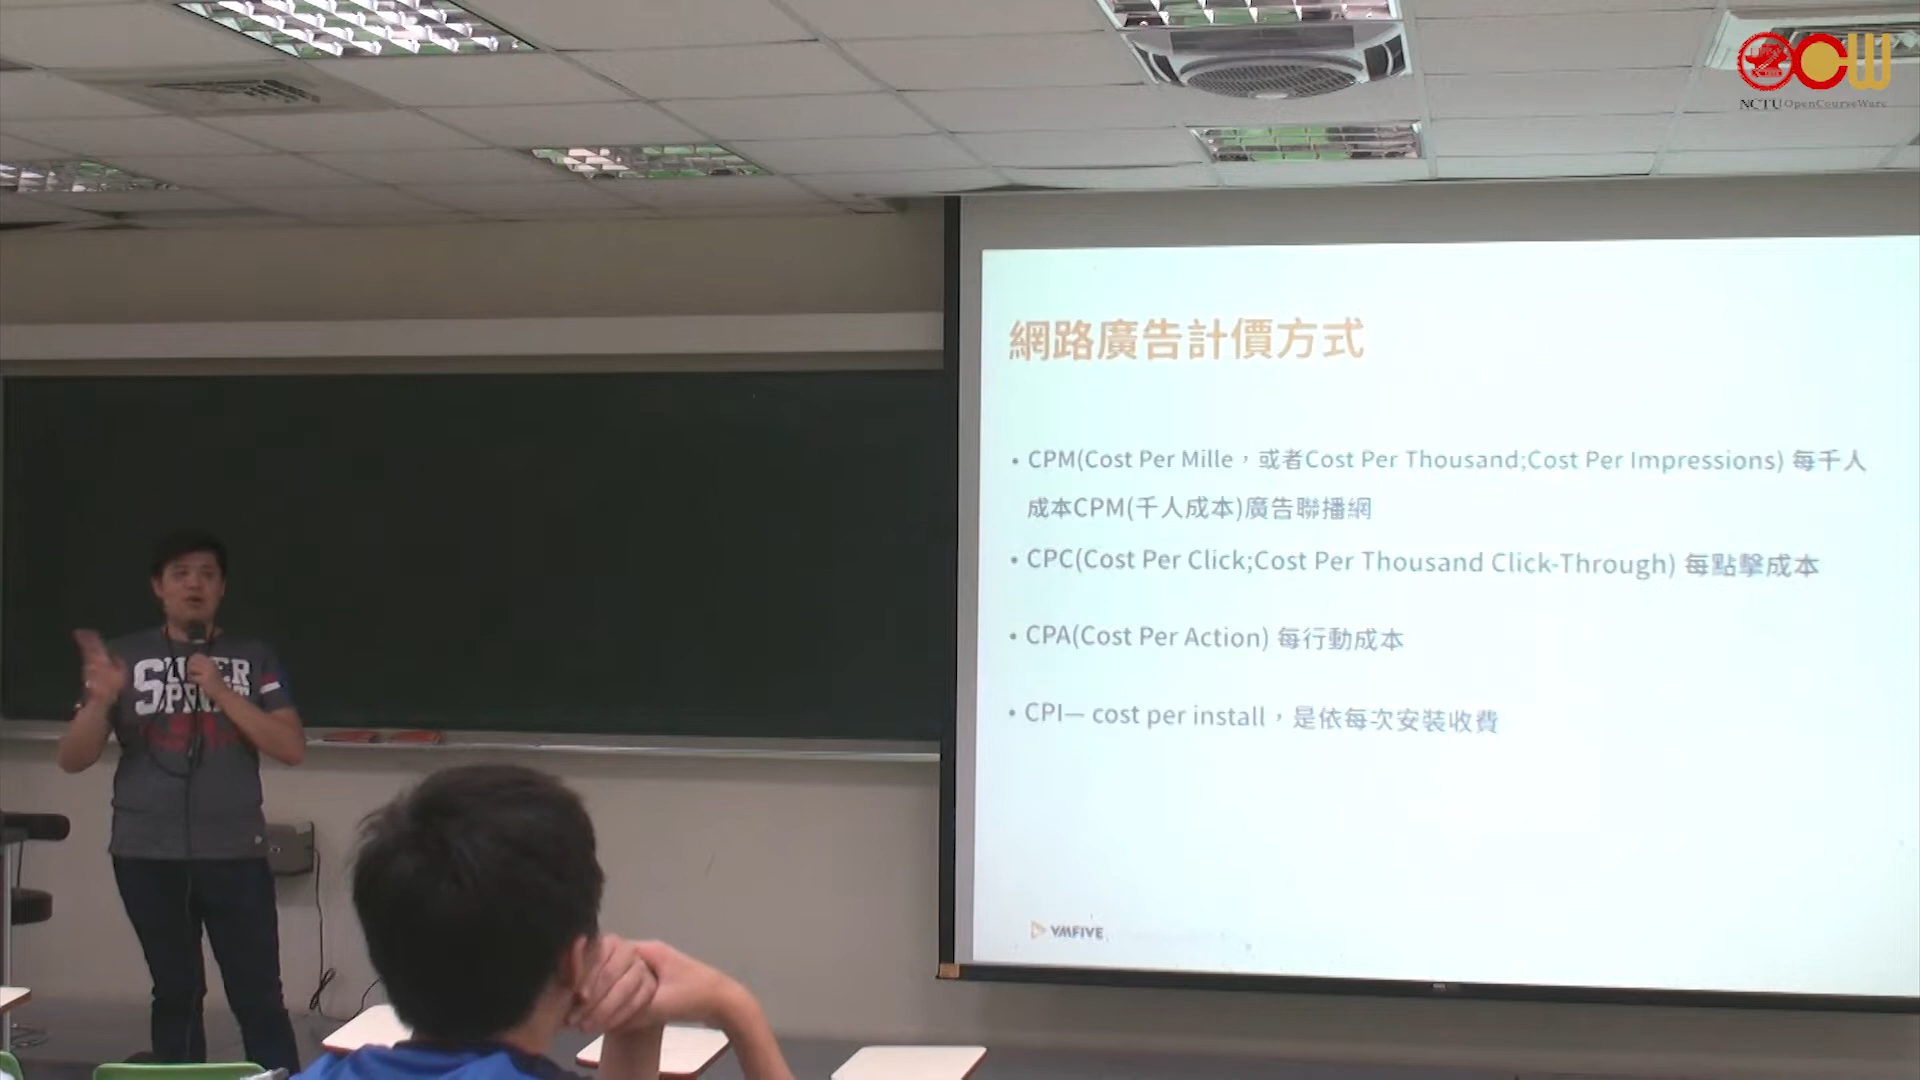 NCTU OpenCourseWare
網路廣告計價方式
• CPM(Cost Per Mille，或者Cost Per Thousand;Cost Per Impressions) 每千人
成本CPM(千人成本)廣告聯播網
• CPC(Cost Per Click;Cost Per Thousand Click-Through) 每點擊成本
• CPA(Cost Per Action) 每行動成本
• CPI— cost per install，是依每次安裝收費
VMFIVE
SUPER